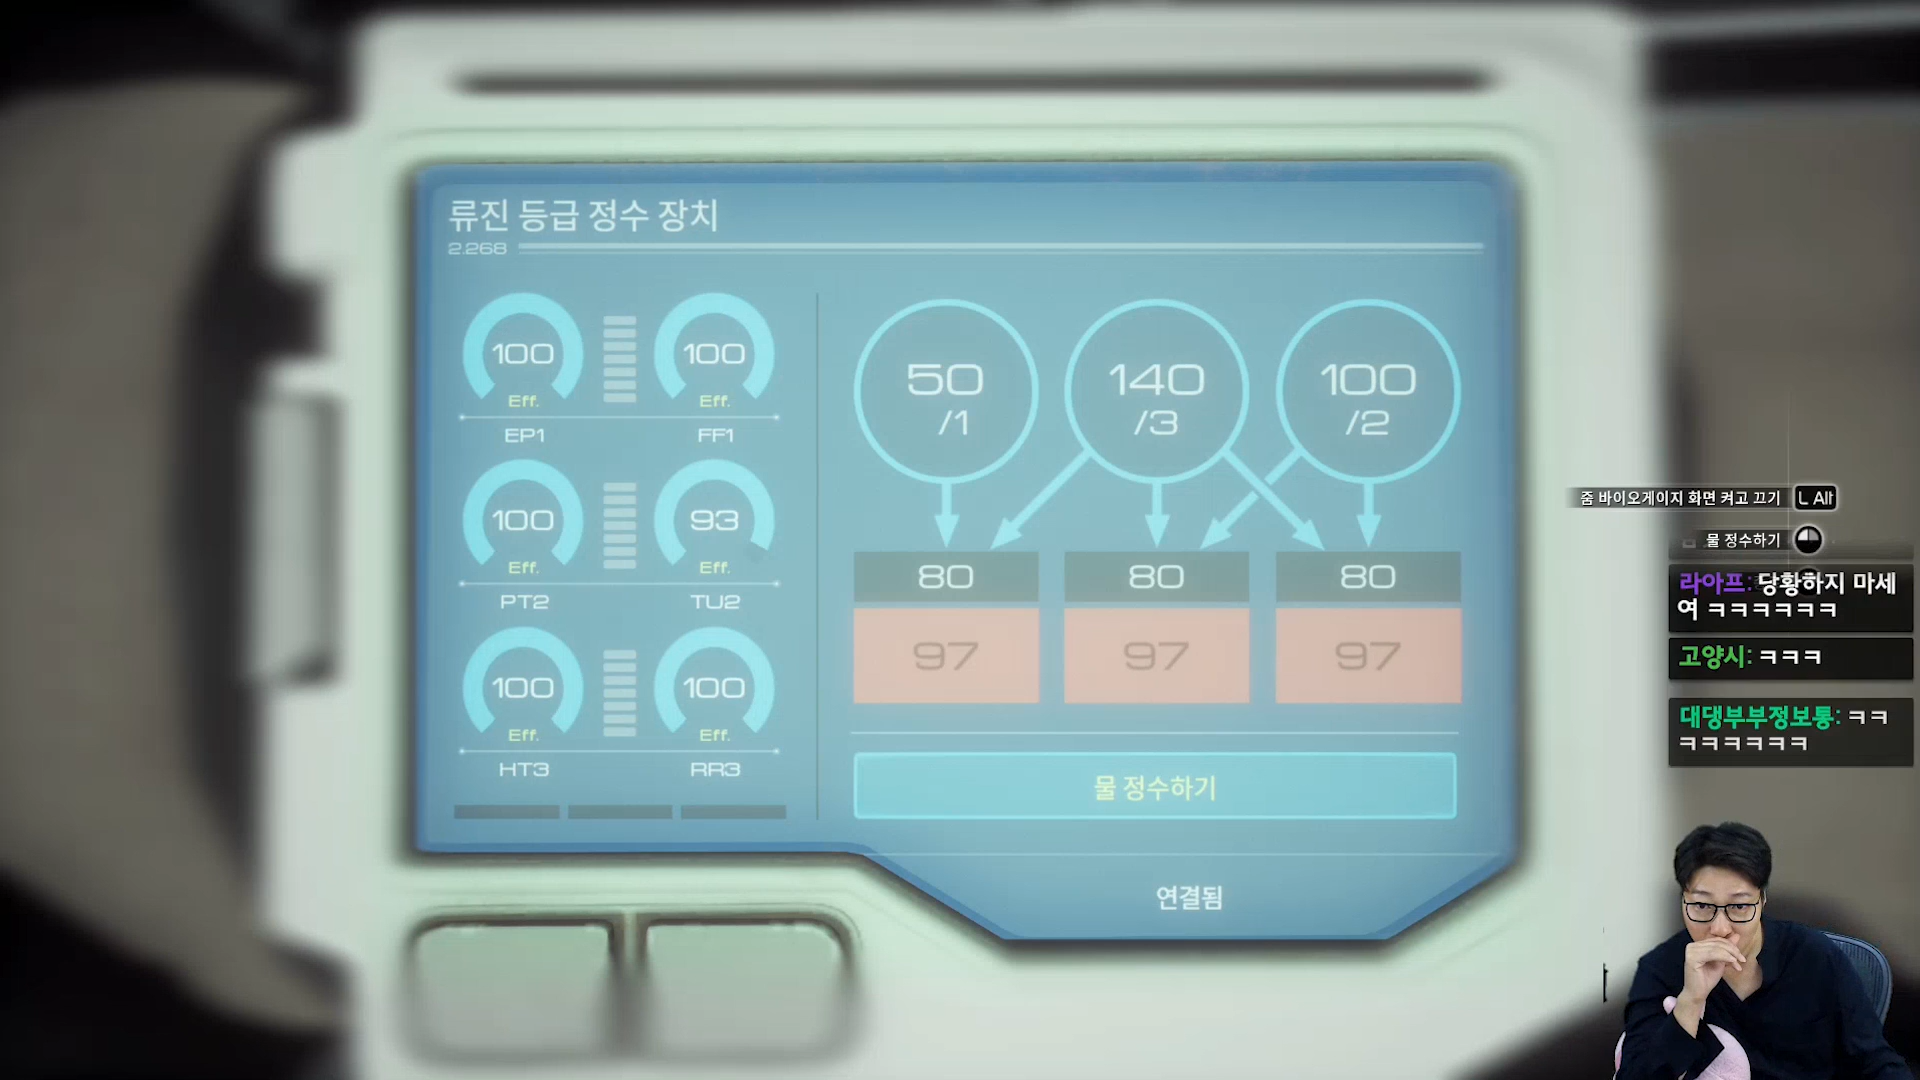 류진 등급 정수 장치
2.268
100
Eff.
EP1
100
Eff.
FF1
100
Eff.
PT2
93
Eff.
TU2
100
Eff.
HT3
100
Eff.
RR3
50
/1
140
/3
100
/2
80
80
80
97
97
97
물 정수하기
연결됨
줌 바이오게이지 화면 켜고 끄기 L Alt
물 정수하기
라아프: 당황하지 마세
여 ㅋㅋㅋㅋㅋㅋ
고양시: ㅋㅋㅋ
대댕부부정보통: ㅋㅋ
ㅋㅋㅋㅋㅋㅋ